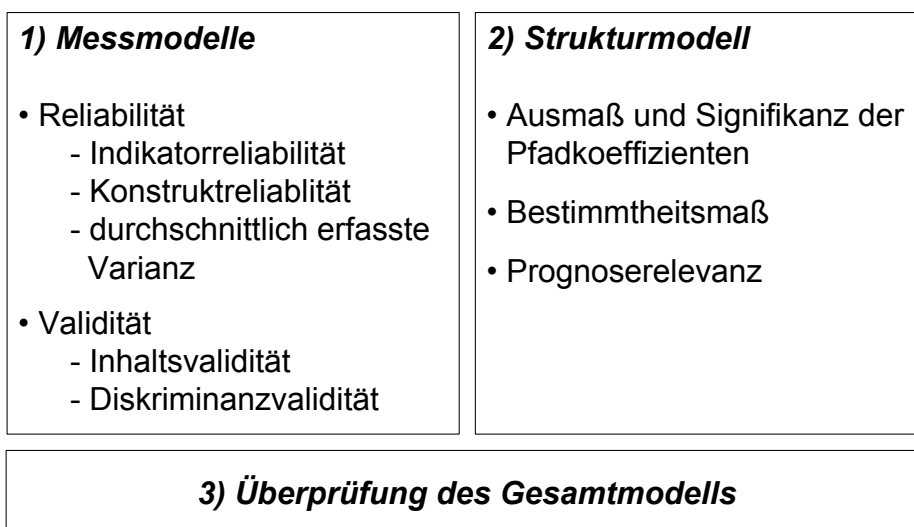 1) Messmodelle
• Reliabilität
- Indikatorreliabilität
- Konstruktreliablität
- durchschnittlich erfasste
Varianz
• Validität
- Inhaltsvalidität
- Diskriminanzvalidität
2) Strukturmodell
• Ausmaß und Signifikanz der
Pfadkoeffizienten
• Bestimmtheitsmaß
• Prognoserelevanz
3) Überprüfung des Gesamtmodells